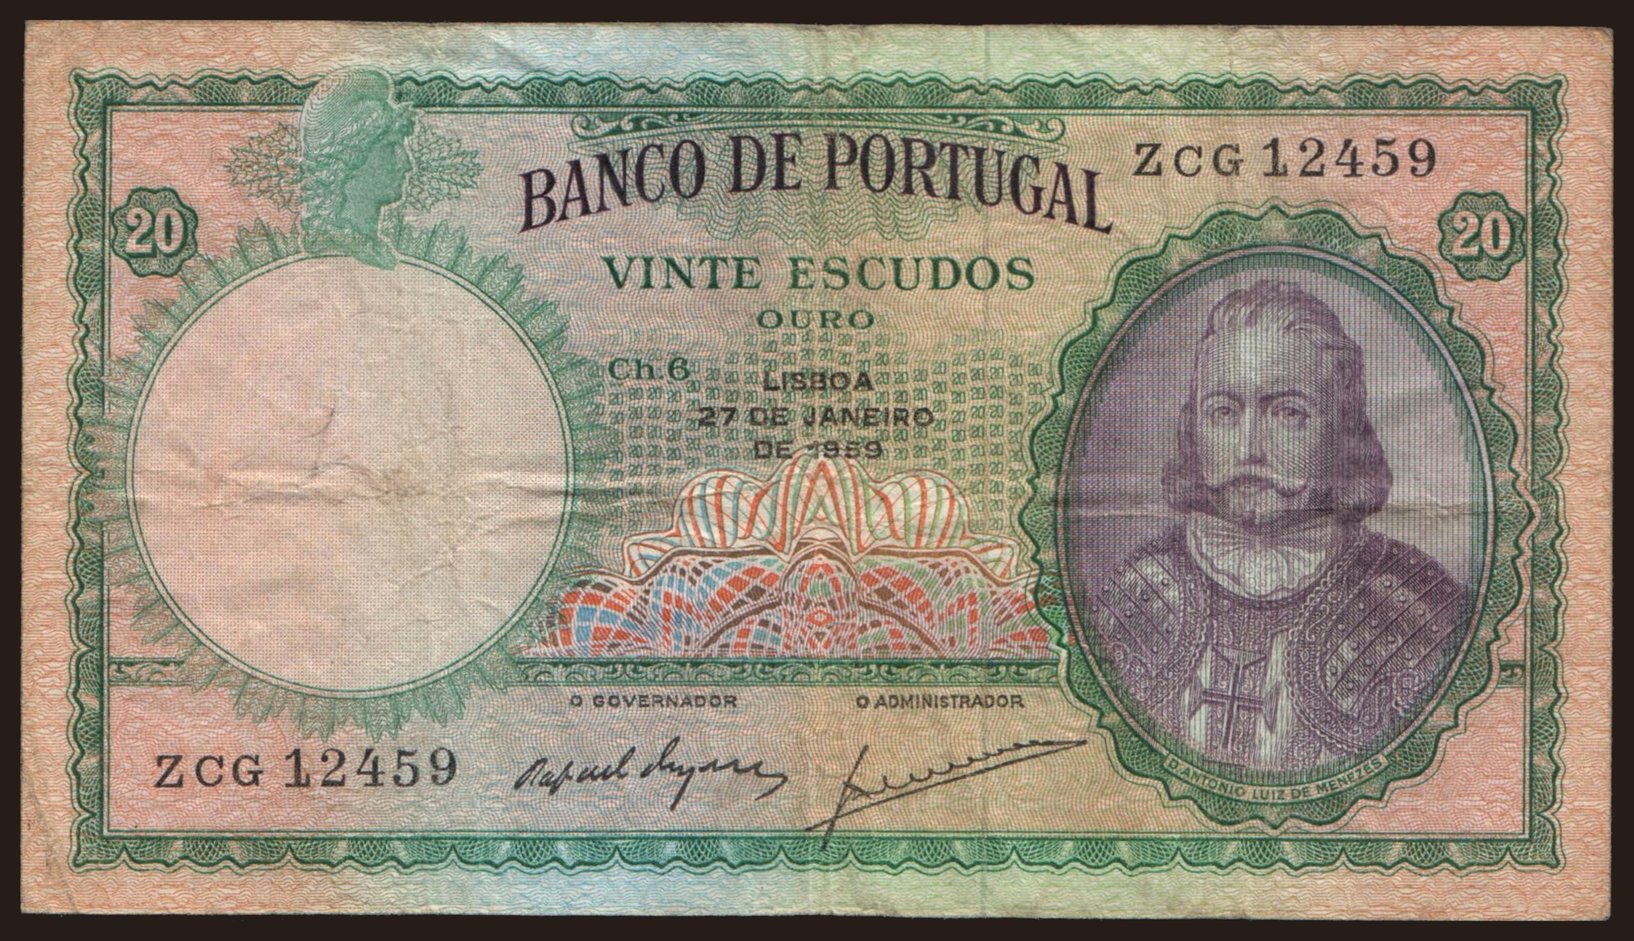 BANCO DE PORTUGAL
ZCG 12459
20
20
VINTE ESCUDOS
OURO
Ch.6
LISBOA
27 DE JANEIRO
DE 1959
O GOVERNADOR
O ADMINISTRADOR
ZCG 12459
D. ANTONIO LUIZ DE MENEZES